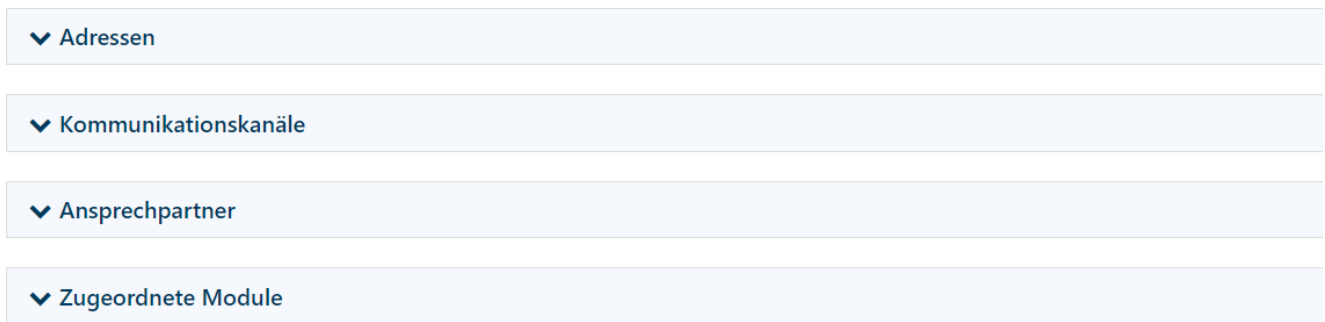 Adressen
Kommunikationskanäle
Ansprechpartner
Zugeordnete Module